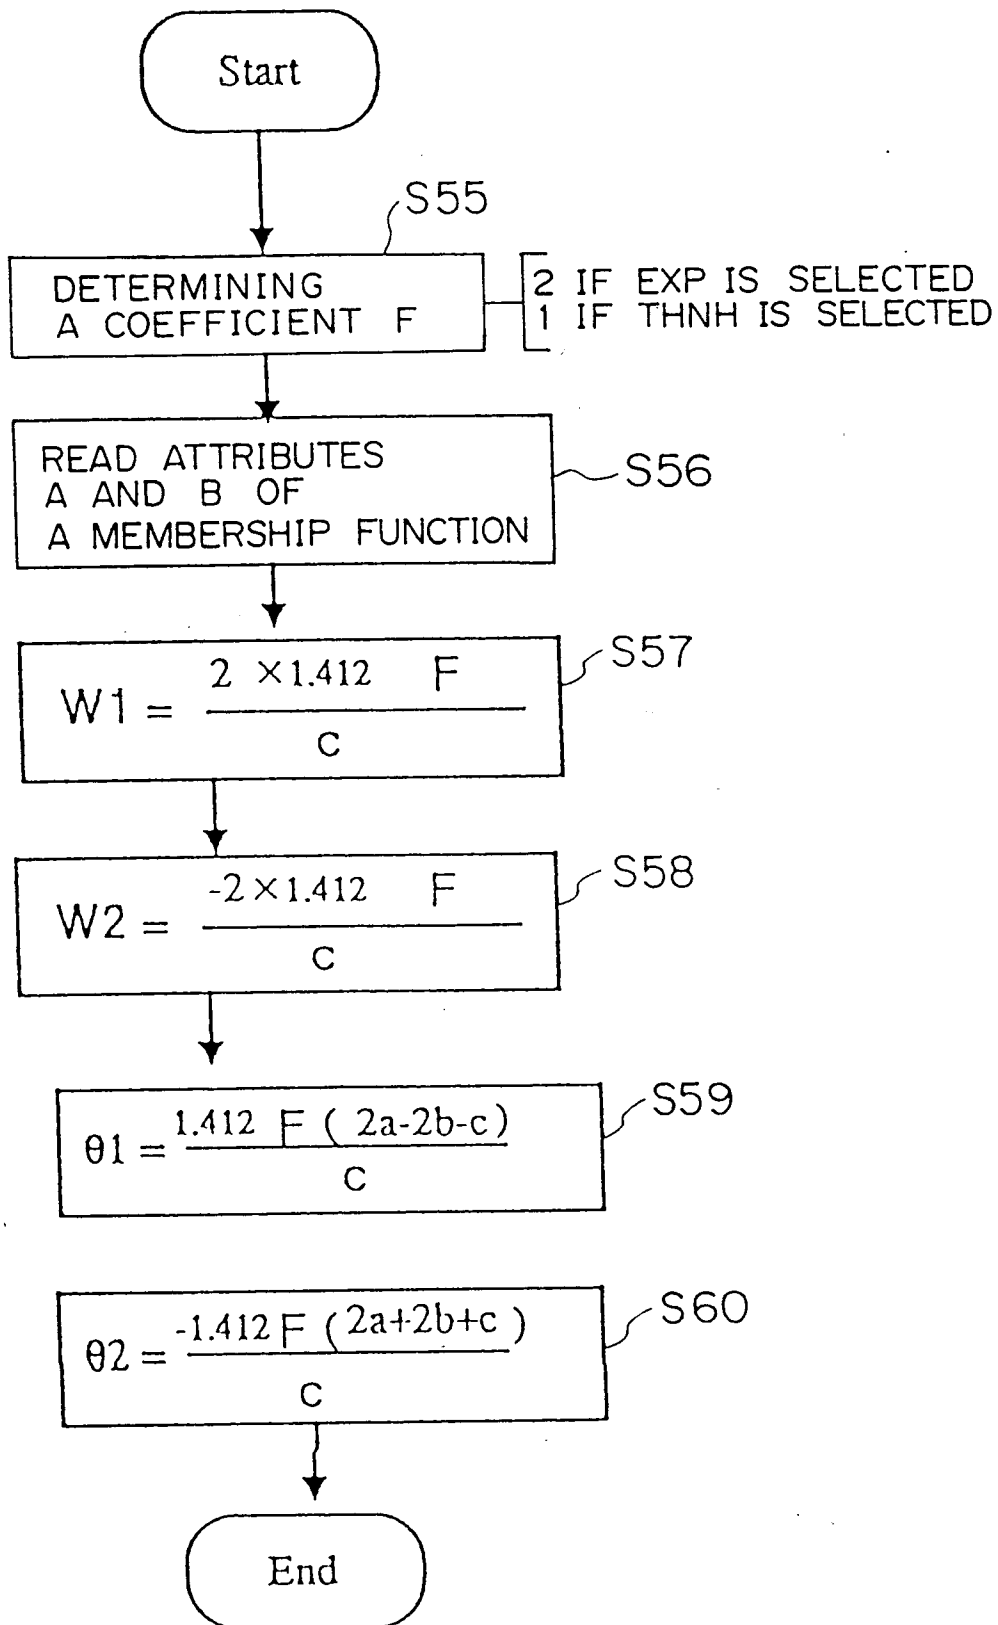 Start
S55
DETERMINING
A COEFFICIENT F
2 IF EXP IS SELECTED
1 IF THNH IS SELECTED
READ ATTRIBUTES
A AND B OF
A MEMBERSHIP FUNCTION
S56
S57
2 ×1.412 F
W1 =
c
S58
-2×1.412 F
W2 =
c
S59
1.412 F ( 2a-2b-c )
θ1 =
c
S60
-1.412 F ( 2a+2b+c )
θ2 =
c
End